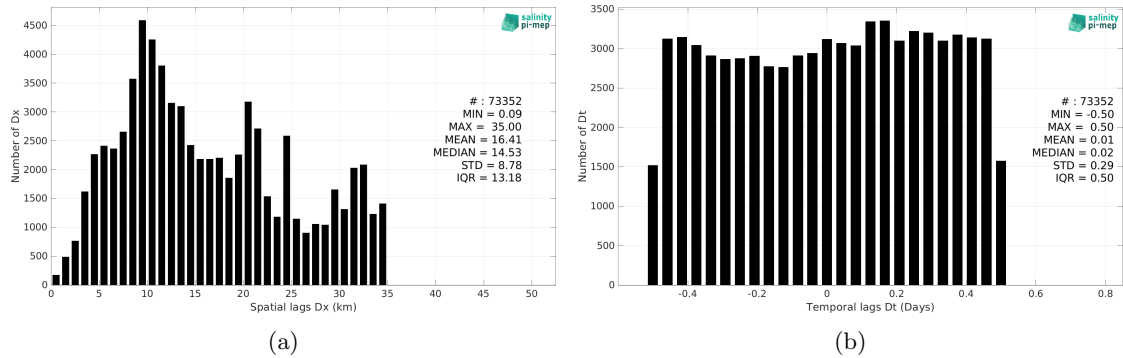 4500
4000
3500
3000
2500
2000
1500
1000
500
0
Number of Dx
salinity
pi-mep
# : 73352
MIN = 0.09
MAX = 35.00
MEAN = 16.41
MEDIAN = 14.53
STD = 8.78
IQR = 13.18
0 5 10 15 20 25 30 35 40 45 50
Spatial lags Dx (km)
(a)
3500
3000
2500
2000
1500
1000
500
0
Number of Dt
salinity
pi-mep
# : 73352
MIN = -0.50
MAX = 0.50
MEAN = 0.01
MEDIAN = 0.02
STD = 0.29
IQR = 0.50
-0.4 -0.2 0 0.2 0.4 0.6 0.8
Temporal lags Dt (Days)
(b)